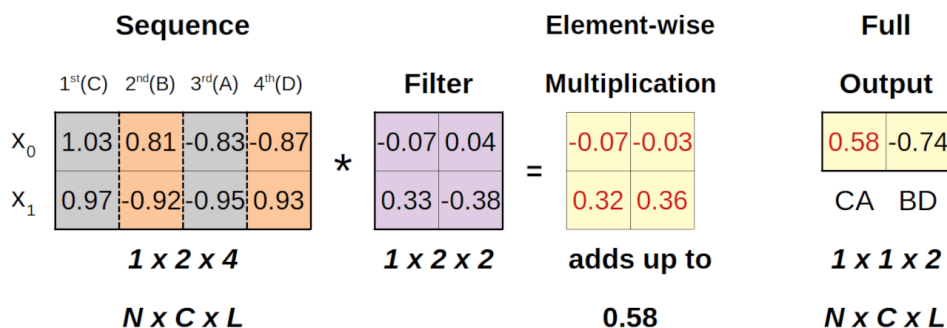 Sequence Element-wise Full
1st(C) 2nd(B) 3rd(A) 4th(D) Filter Multiplication Output
x0 1.03 0.81 -0.83 -0.87 -0.07 0.04 -0.07 -0.03 0.58 -0.74
* =
x1 0.97 -0.92 -0.95 0.93 0.33 -0.38 0.32 0.36 CA BD
1 x 2 x 4 1 x 2 x 2 adds up to 1 x 1 x 2
N x C x L 0.58 N x C x L